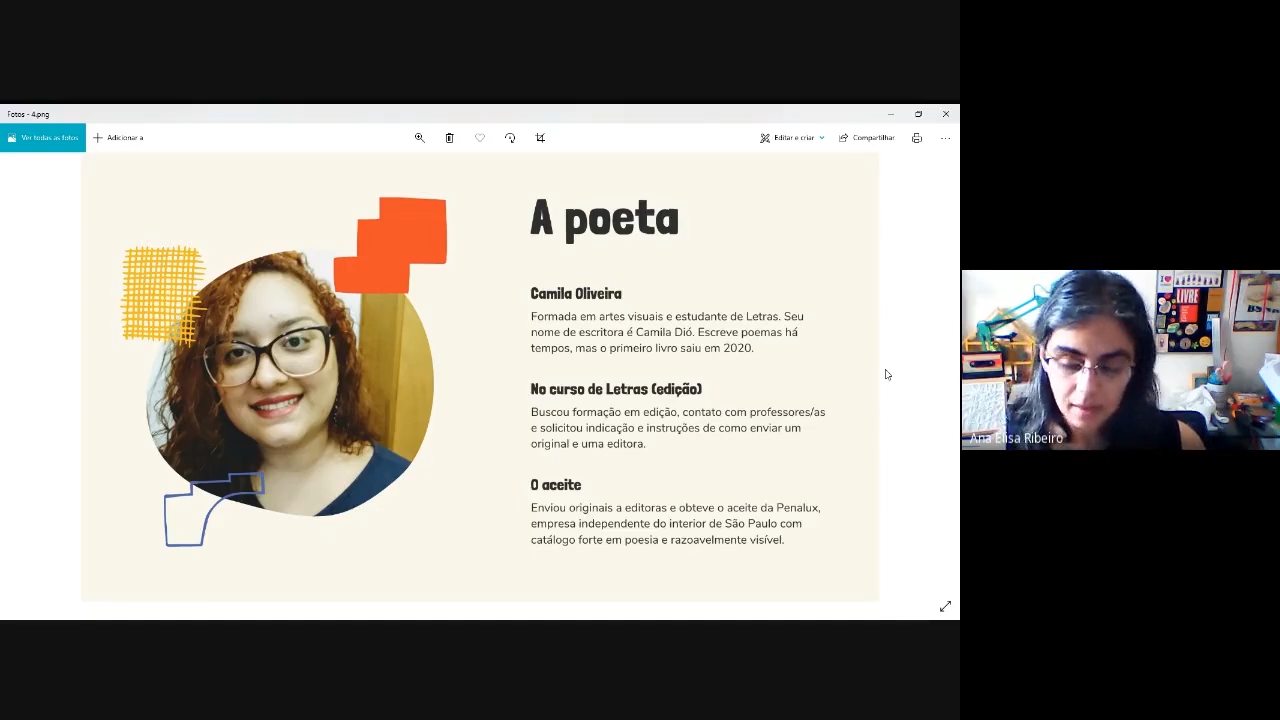 Fotos - 4.png
Ver todas as fotos
Adicionar a
Editar e criar
Compartilhar
A poeta
Camila Oliveira
Formada em artes visuais e estudante de Letras. Seu
nome de escritora é Camila Dió. Escreve poemas há
tempos, mas o primeiro livro saiu em 2020.
No curso de Letras (edição)
Buscou formação em edição, contato com professores/as
e solicitou indicação e instruções de como enviar um
original e uma editora.
O aceite
Enviou originais a editoras e obteve o aceite da Penalux,
empresa independente do interior de São Paulo com
catálogo forte em poesia e razoavelmente visível.
LIVRE
Ana Elisa Ribeiro